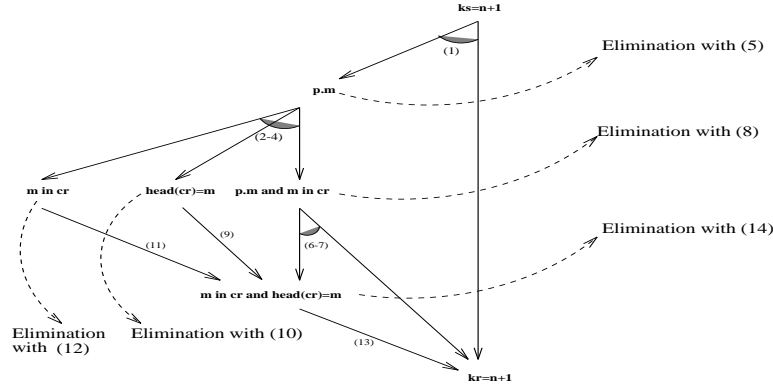 ks=n+1
Elimination with (5)
(1)
p.m
Elimination with (8)
(2-4)
m in cr
head(cr)=m
p.m and m in cr
Elimination with (14)
(11)
(9)
(6-7)
m in cr and head(cr)=m
Elimination
with (12)
Elimination with (10)
(13)
kr=n+1